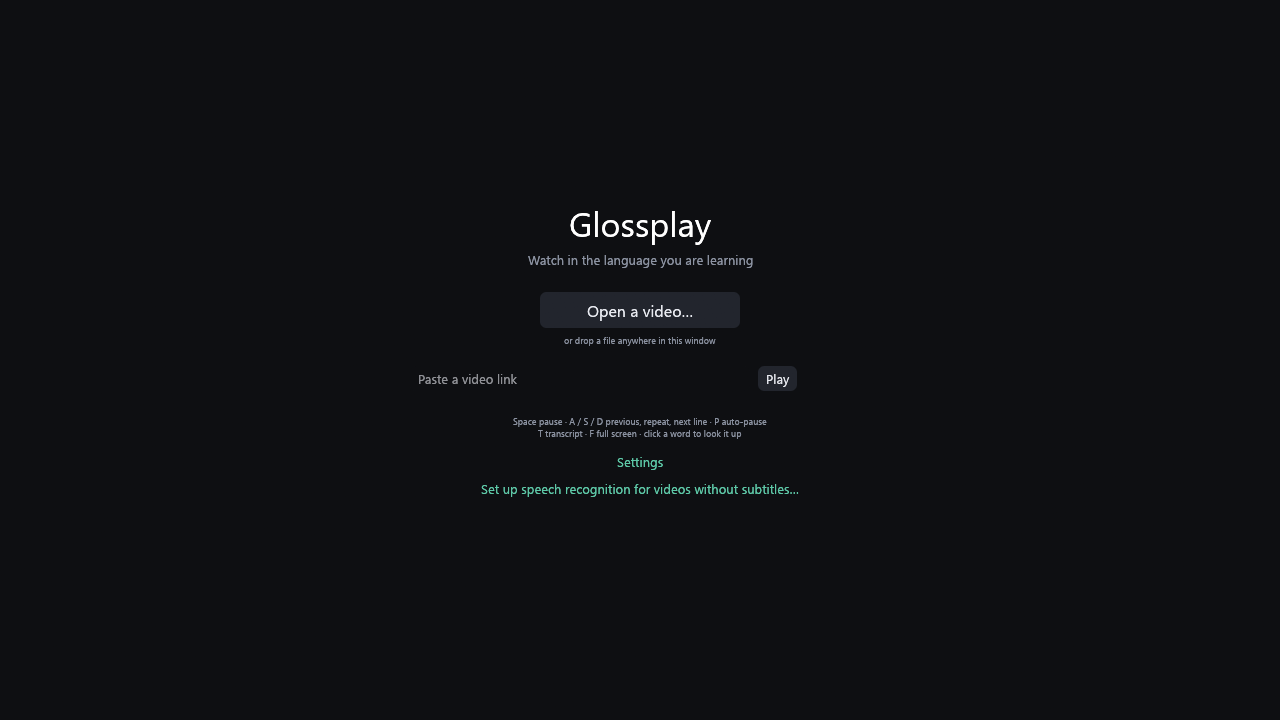 Glossplay
Watch in the language you are learning
Open a video...
or drop a file anywhere in this window
Paste a video link
Play
Space pause · A / S / D previous, repeat, next line · P auto-pause
T transcript · F full screen · click a word to look it up
Settings
Set up speech recognition for videos without subtitles...